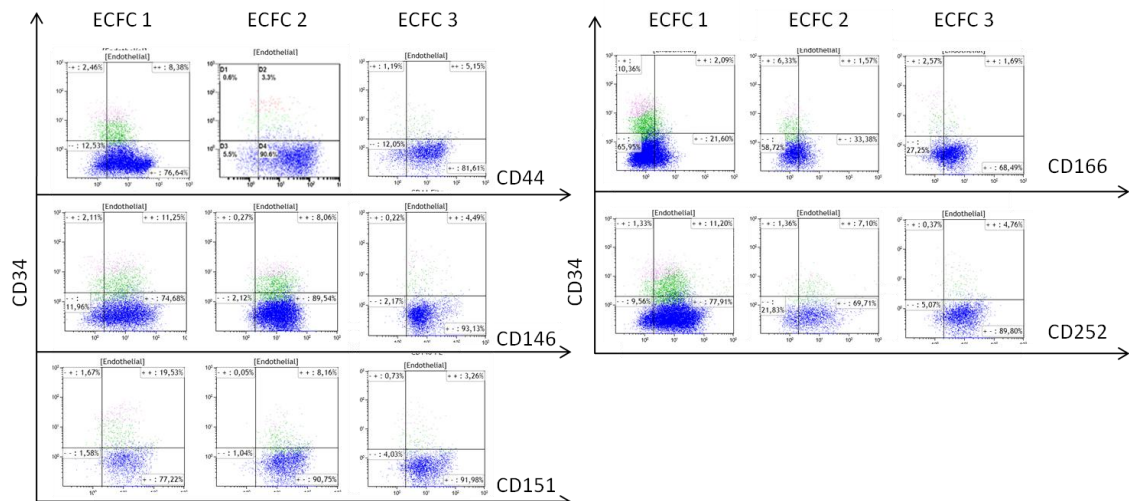 ECFC 1 ECFC 2 ECFC 3
[Endothelial] [Endothelial] [Endothelial]
- + : 2,46% + + : 8,38%
- - : 12,53% + - : 76,64%
D1 0.6% D2 3.3%
D3 5.5% D4 90.6%
- + : 1,19% + + : 5,15%
- - : 12,05% + - : 81,61%
CD44
[Endothelial] [Endothelial] [Endothelial]
- + : 2,11% + + : 11,25%
- - : 11,96% + - : 74,68%
- + : 0,27% + + : 8,06%
- - : 2,12% + - : 89,54%
- + : 0,22% + + : 4,49%
- - : 2,17% + - : 93,13%
CD34
CD146
[Endothelial] [Endothelial] [Endothelial]
- + : 1,67% + + : 19,53%
- - : 1,58% + - : 77,22%
- + : 0,05% + + : 8,16%
- - : 1,04% + - : 90,75%
- + : 0,73% + + : 3,26%
- - : 4,03% + - : 91,98%
CD151
ECFC 1 ECFC 2 ECFC 3
[Endothelial] [Endothelial] [Endothelial]
- + : 10,36% + + : 2,09%
- - : 65,95% + - : 21,60%
- + : 6,33% + + : 1,57%
- - : 58,72% + - : 33,38%
- + : 2,57% + + : 1,69%
- - : 27,25% + - : 68,49%
CD166
[Endothelial] [Endothelial] [Endothelial]
- + : 1,33% + + : 11,20%
- - : 9,56% + - : 77,91%
- + : 1,36% + + : 7,10%
- - : 21,83% + - : 69,71%
- + : 0,37% + + : 4,76%
- - : 5,07% + - : 89,80%
CD34
CD252